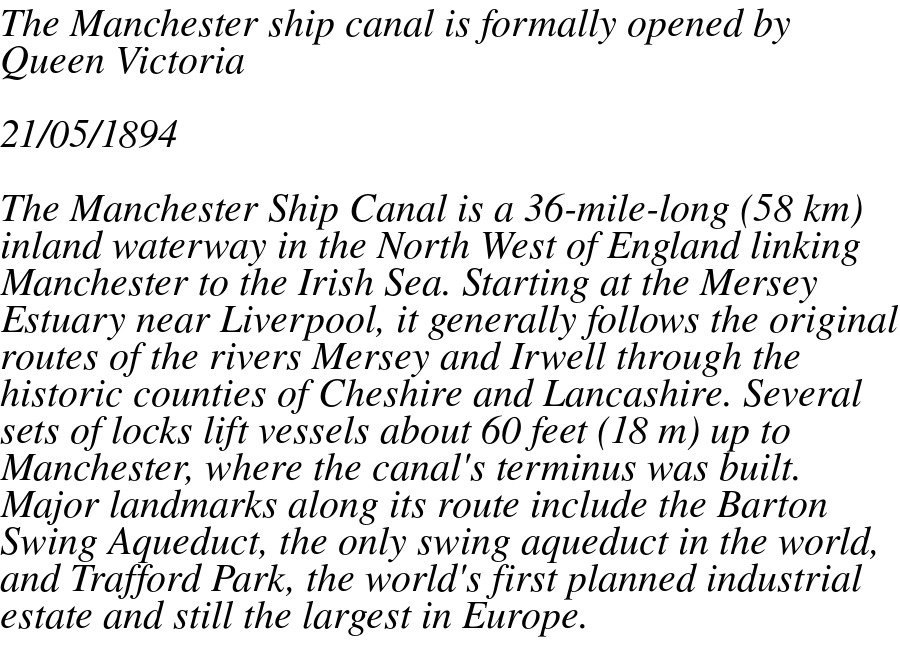 The Manchester ship canal is formally opened by
Queen Victoria
21/05/1894
The Manchester Ship Canal is a 36-mile-long (58 km)
inland waterway in the North West of England linking
Manchester to the Irish Sea. Starting at the Mersey
Estuary near Liverpool, it generally follows the original
routes of the rivers Mersey and Irwell through the
historic counties of Cheshire and Lancashire. Several
sets of locks lift vessels about 60 feet (18 m) up to
Manchester, where the canal's terminus was built.
Major landmarks along its route include the Barton
Swing Aqueduct, the only swing aqueduct in the world,
and Trafford Park, the world's first planned industrial
estate and still the largest in Europe.